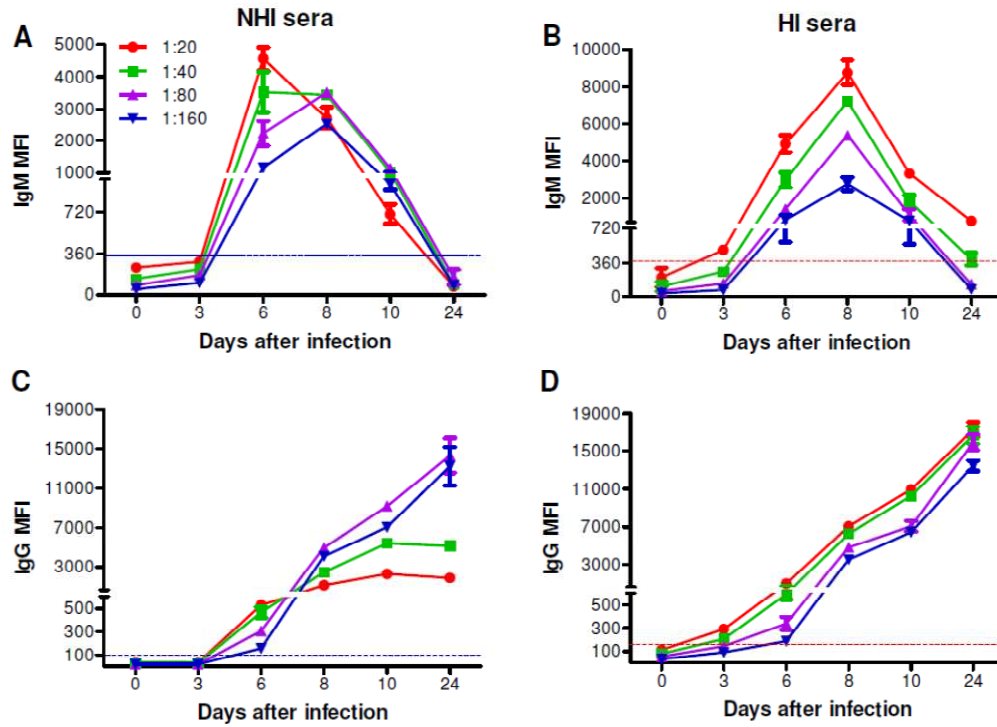 NHI sera
HI sera
A
1:20
1:40
1:80
1:160
IgM MFI
5000
4000
3000
2000
1000
720
360
0
0 3 6 8 10 24
Days after infection
B
IgM MFI
10000
8000
6000
4000
2000
720
360
0
0 3 6 8 10 24
Days after infection
C
IgG MFI
19000
15000
11000
7000
3000
500
300
100
0 3 6 8 10 24
Days after infection
D
IgG MFI
19000
15000
11000
7000
3000
500
300
100
0 3 6 8 10 24
Days after infection